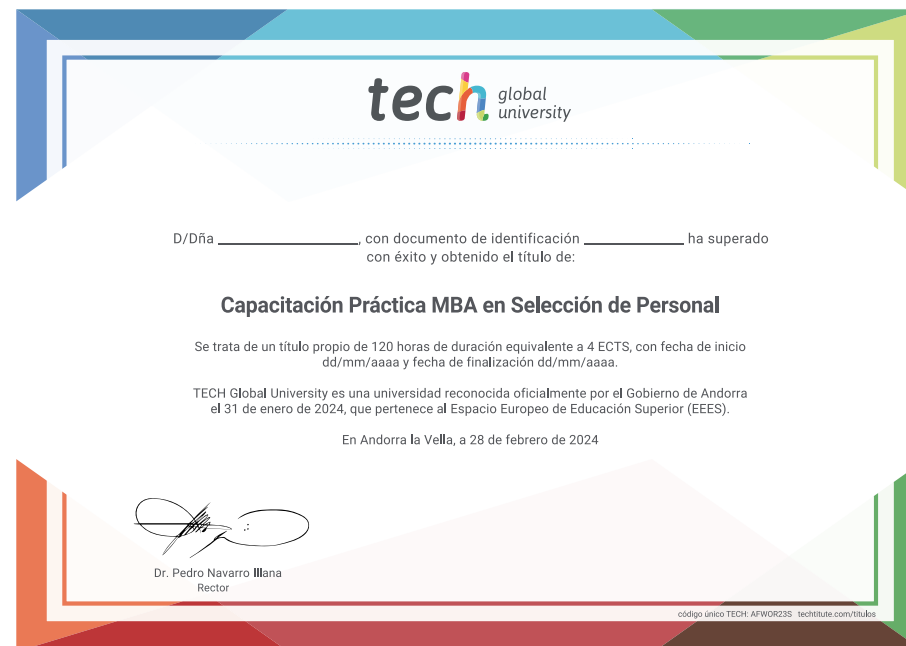 tech global
university
D/Dña ______________, con documento de identificación __________ ha superado
con éxito y obtenido el título de:
Capacitación Práctica MBA en Selección de Personal
Se trata de un título propio de 120 horas de duración equivalente a 4 ECTS, con fecha de inicio
dd/mm/aaaa y fecha de finalización dd/mm/aaaa.
TECH Global University es una universidad reconocida oficialmente por el Gobierno de Andorra
el 31 de enero de 2024, que pertenece al Espacio Europeo de Educación Superior (EEES).
En Andorra la Vella, a 28 de febrero de 2024
Dr. Pedro Navarro Illana
Rector
código único TECH: AFWOR23S techtitute.com/titulos